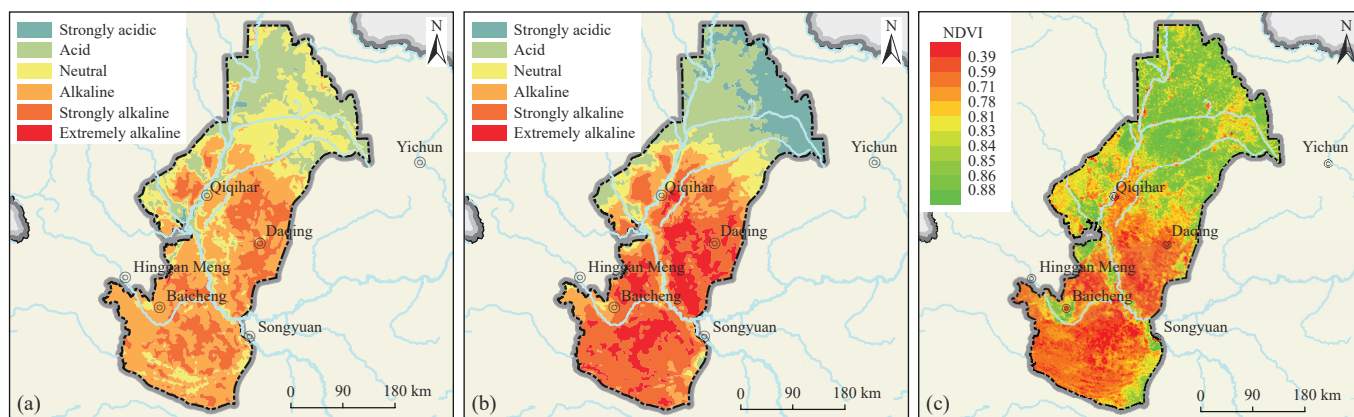 Strongly acidic
Acid
Neutral
Alkaline
Strongly alkaline
Extremely alkaline
N
Yichun
Qiqihar
Daqing
Hinggan Meng
Baicheng
Songyuan
0 90 180 km
(a)
Strongly acidic
Acid
Neutral
Alkaline
Strongly alkaline
Extremely alkaline
N
Yichun
Qiqihar
Daqing
Hinggan Meng
Baicheng
Songyuan
0 90 180 km
(b)
NDVI
0.39
0.59
0.71
0.78
0.81
0.83
0.84
0.85
0.86
0.88
N
Yichun
Qiqihar
Daqing
Hinggan Meng
Baicheng
Songyuan
0 90 180 km
(c)